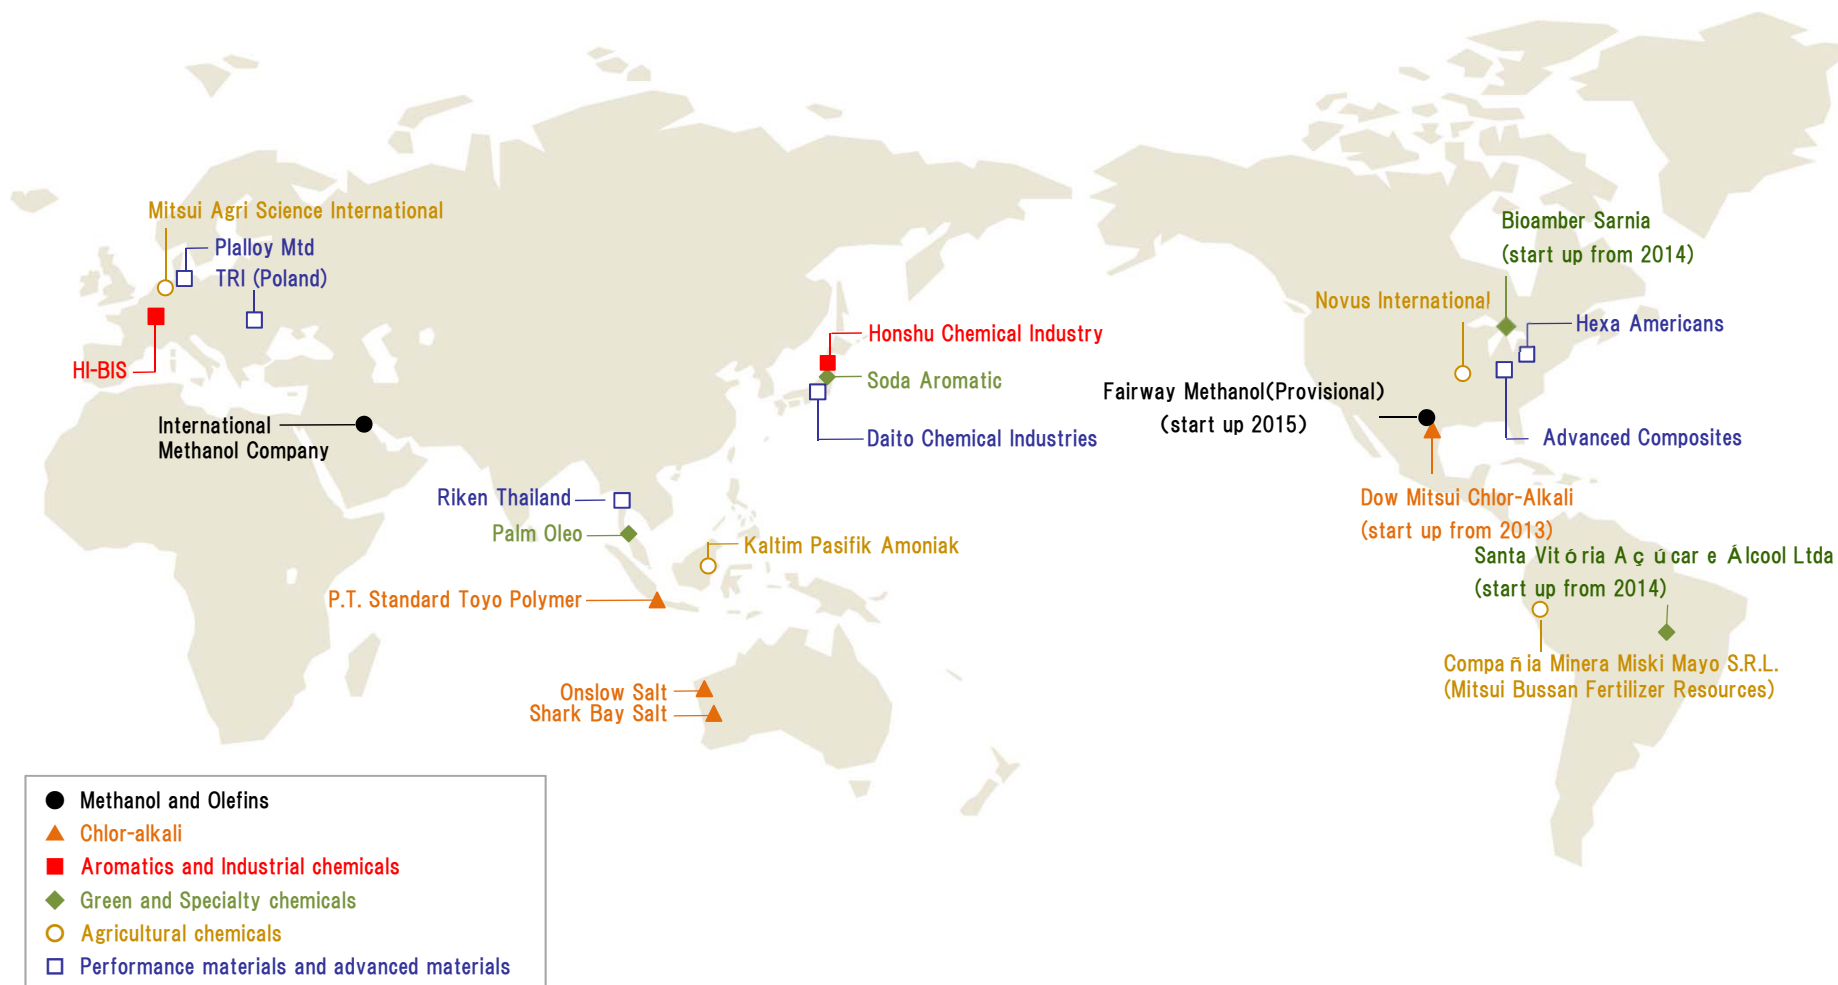 Mitsui Agri Science International
Plalloy Mtd
TRI (Poland)
HI-BIS
International
Methanol Company
Honshu Chemical Industry
Soda Aromatic
Daito Chemical Industries
Riken Thailand
Palm Oleo
Kaltim Pasifik Amoniak
P.T. Standard Toyo Polymer
Onslow Salt
Shark Bay Salt
Bioamber Sarnia
(start up from 2014)
Novus International
Hexa Americans
Fairway Methanol(Provisional)
(start up 2015)
Advanced Composites
Dow Mitsui Chlor-Alkali
(start up from 2013)
Santa Vitória Açúcar e Álcool Ltda
(start up from 2014)
Compañia Minera Miski Mayo S.R.L.
(Mitsui Bussan Fertilizer Resources)
Methanol and Olefins
Chlor-alkali
Aromatics and Industrial chemicals
Green and Specialty chemicals
Agricultural chemicals
Performance materials and advanced materials